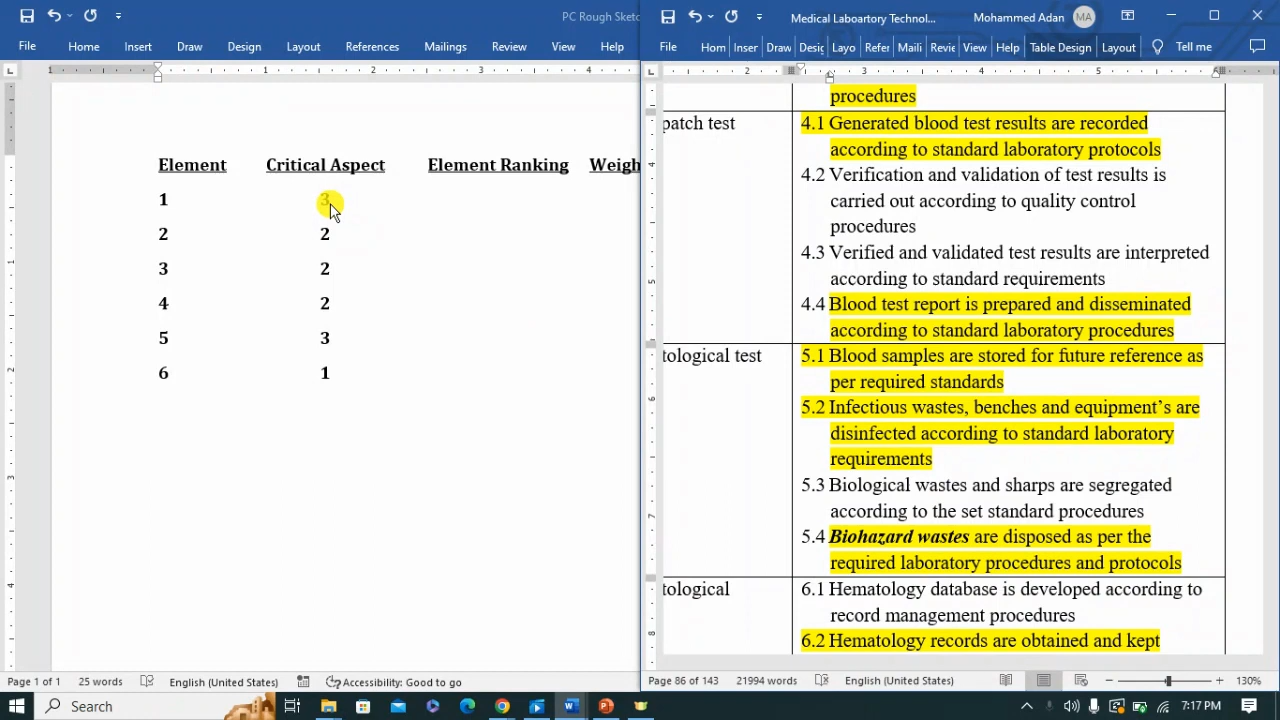 PC Rough Sketc
File Home Insert Draw Design Layout References Mailings Review View Help
Element Critical Aspect Element Ranking Weigh
1 3
2 2
3 2
4 2
5 3
6 1
Page 1 of 1 25 words English (United States) Accessibility: Good to go
Medical Laboartory Technol... Mohammed Adan MA
File Hom Inser Draw Desig Layo Refer Maili Revie View Help Table Design Layout Tell me
procedures
patch test 4.1 Generated blood test results are recorded
according to standard laboratory protocols
4.2 Verification and validation of test results is
carried out according to quality control
procedures
4.3 Verified and validated test results are interpreted
according to standard requirements
4.4 Blood test report is prepared and disseminated
according to standard laboratory procedures
tological test 5.1 Blood samples are stored for future reference as
per required standards
5.2 Infectious wastes, benches and equipment's are
disinfected according to standard laboratory
requirements
5.3 Biological wastes and sharps are segregated
according to the set standard procedures
5.4 Biohazard wastes are disposed as per the
required laboratory procedures and protocols
tological 6.1 Hematology database is developed according to
record management procedures
6.2 Hematology records are obtained and kept
Page 86 of 143 21994 words English (United States) 130%
Search 7:17 PM